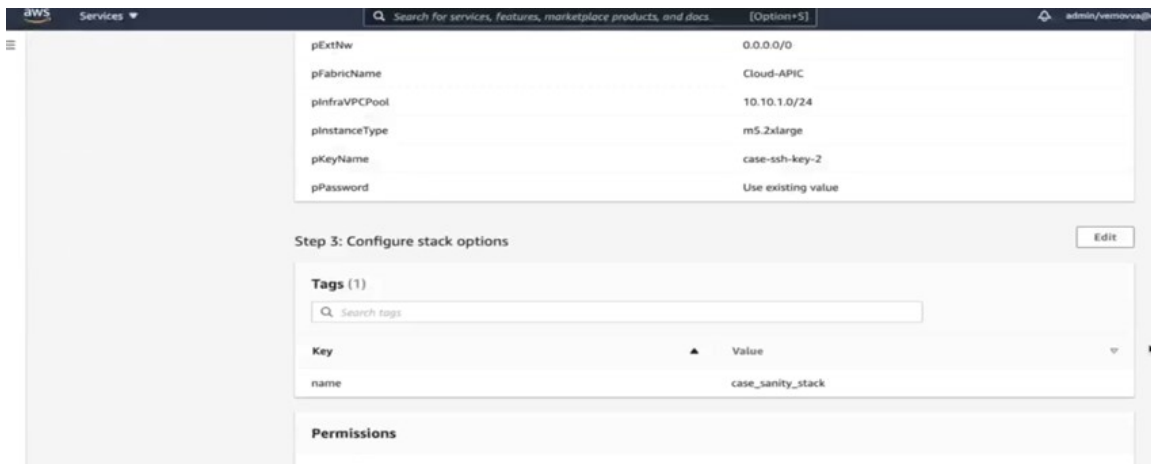 aws Services Search for services, features, marketplace products, and docs. [Option+S] admin/vemovva@
pExtNw 0.0.0.0/0
pFabricName Cloud-APIC
pInfraVPCPool 10.10.1.0/24
pInstanceType m5.2xlarge
pKeyName case-ssh-key-2
pPassword Use existing value
Step 3: Configure stack options Edit
Tags (1)
Search tags
Key Value
name case_sanity_stack
Permissions